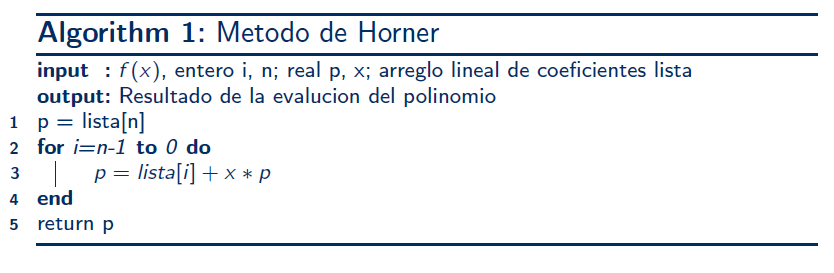 Algorithm 1: Metodo de Horner
input : f(x), entero i, n; real p, x; arreglo lineal de coeficientes lista
output: Resultado de la evalucion del polinomio
1 p = lista[n]
2 for i=n-1 to 0 do
3 p = lista[i] + x * p
4 end
5 return p